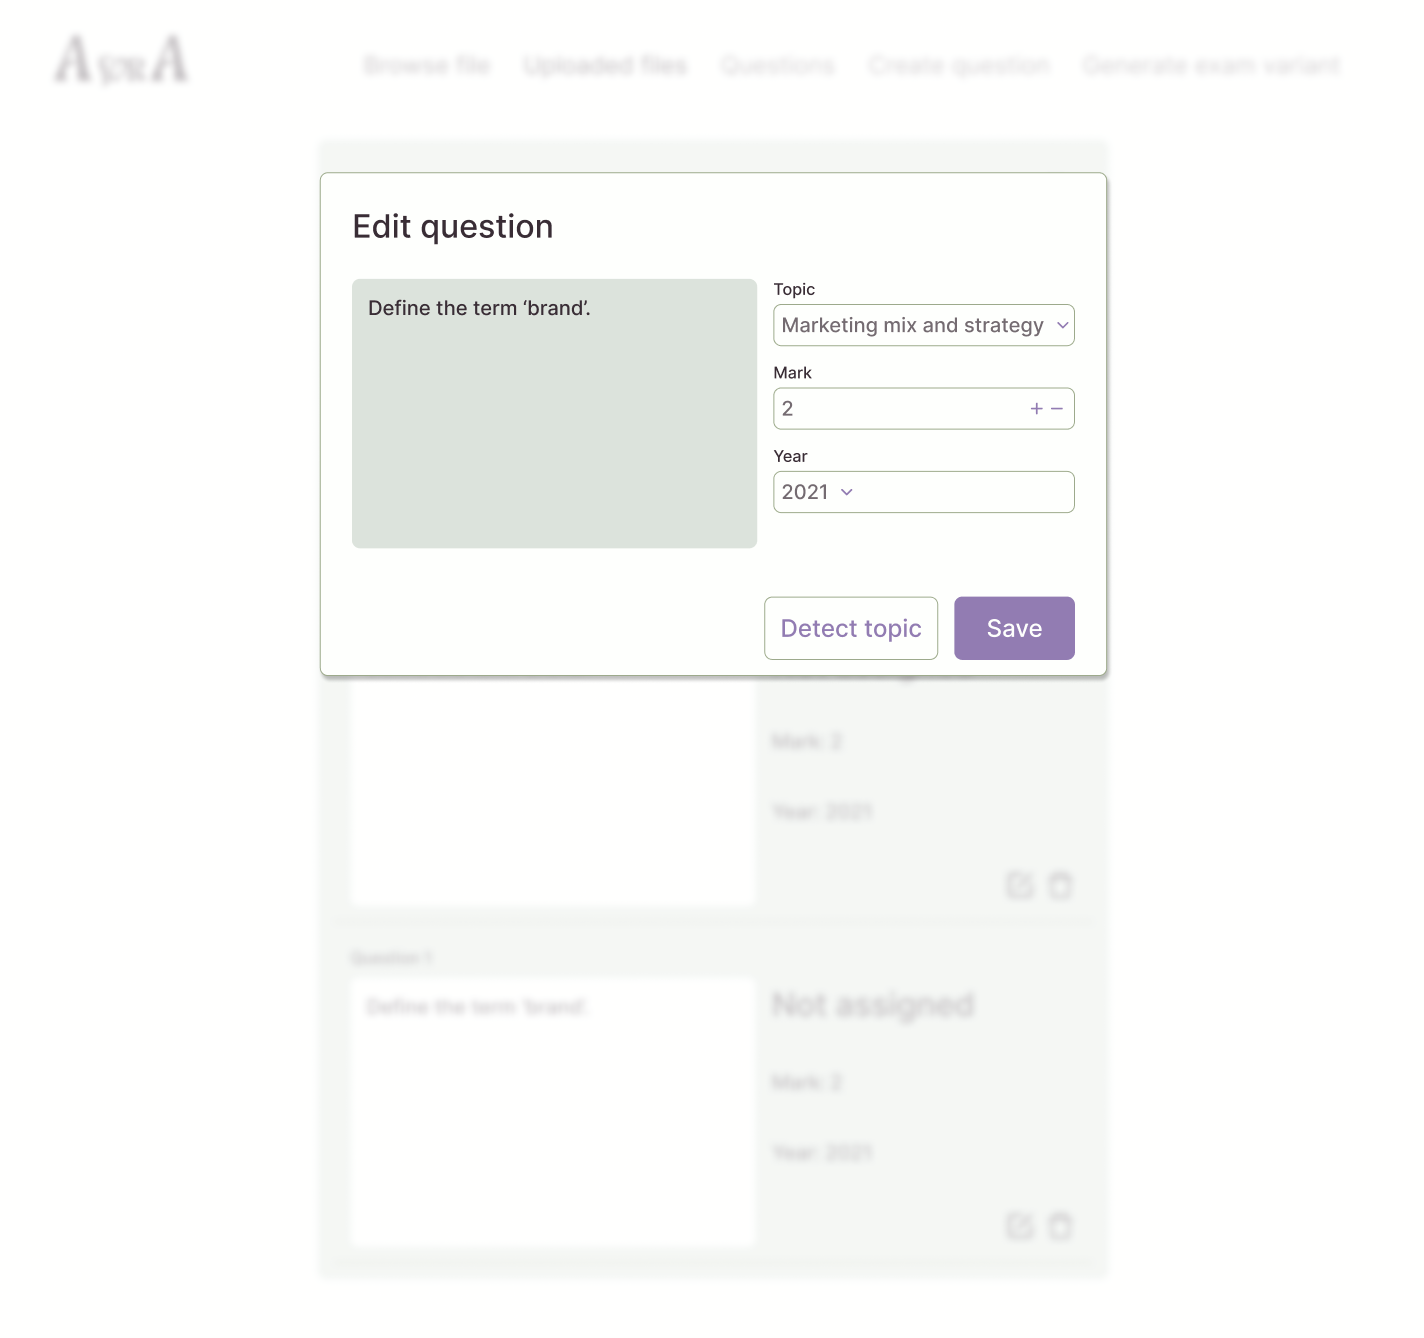 A for A
Browse file Uploaded files Questions Create question Generate exam variant
Edit question
Define the term ‘brand’.
Topic
Marketing mix and strategy
Mark
2
+ −
Year
2021
Detect topic
Save
Mark: 2
Year: 2021
Question 1
Define the term ‘brand’.
Not assigned
Mark: 2
Year: 2021